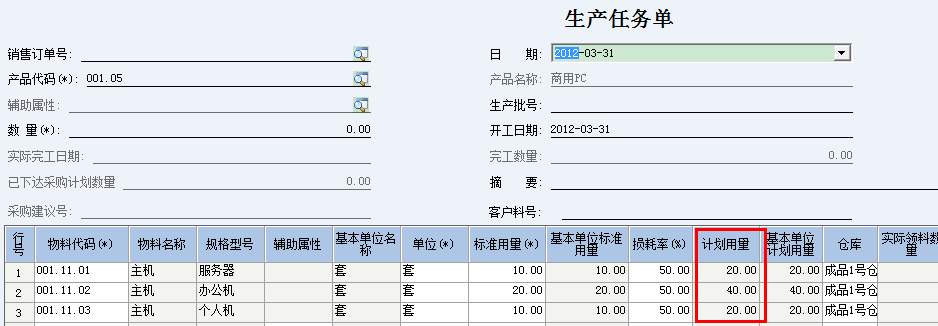 生产任务单
销售订单号: 日 期: 2012-03-31
产品代码(*): 001.05 产品名称: 商用PC
辅助属性: 生产批号:
数 量(*): 0.00 开工日期: 2012-03-31
实际完工日期: 完工数量: 0.00
已下达采购计划数量 0.00 摘 要:
采购建议号: 客户料号:
行号 物料代码(*) 物料名称 规格型号 辅助属性 基本单位名称 单位(*) 标准用量(*) 基本单位标准用量 损耗率(%) 计划用量 基本单位计划用量 仓库 实际领料数量
1 001.11.01 主机 服务器 套 套 10.00 10.00 50.00 20.00 20.00 成品1号仓
2 001.11.02 主机 办公机 套 套 20.00 20.00 50.00 40.00 40.00 成品1号仓
3 001.11.03 主机 个人机 套 套 10.00 10.00 50.00 20.00 20.00 成品1号仓